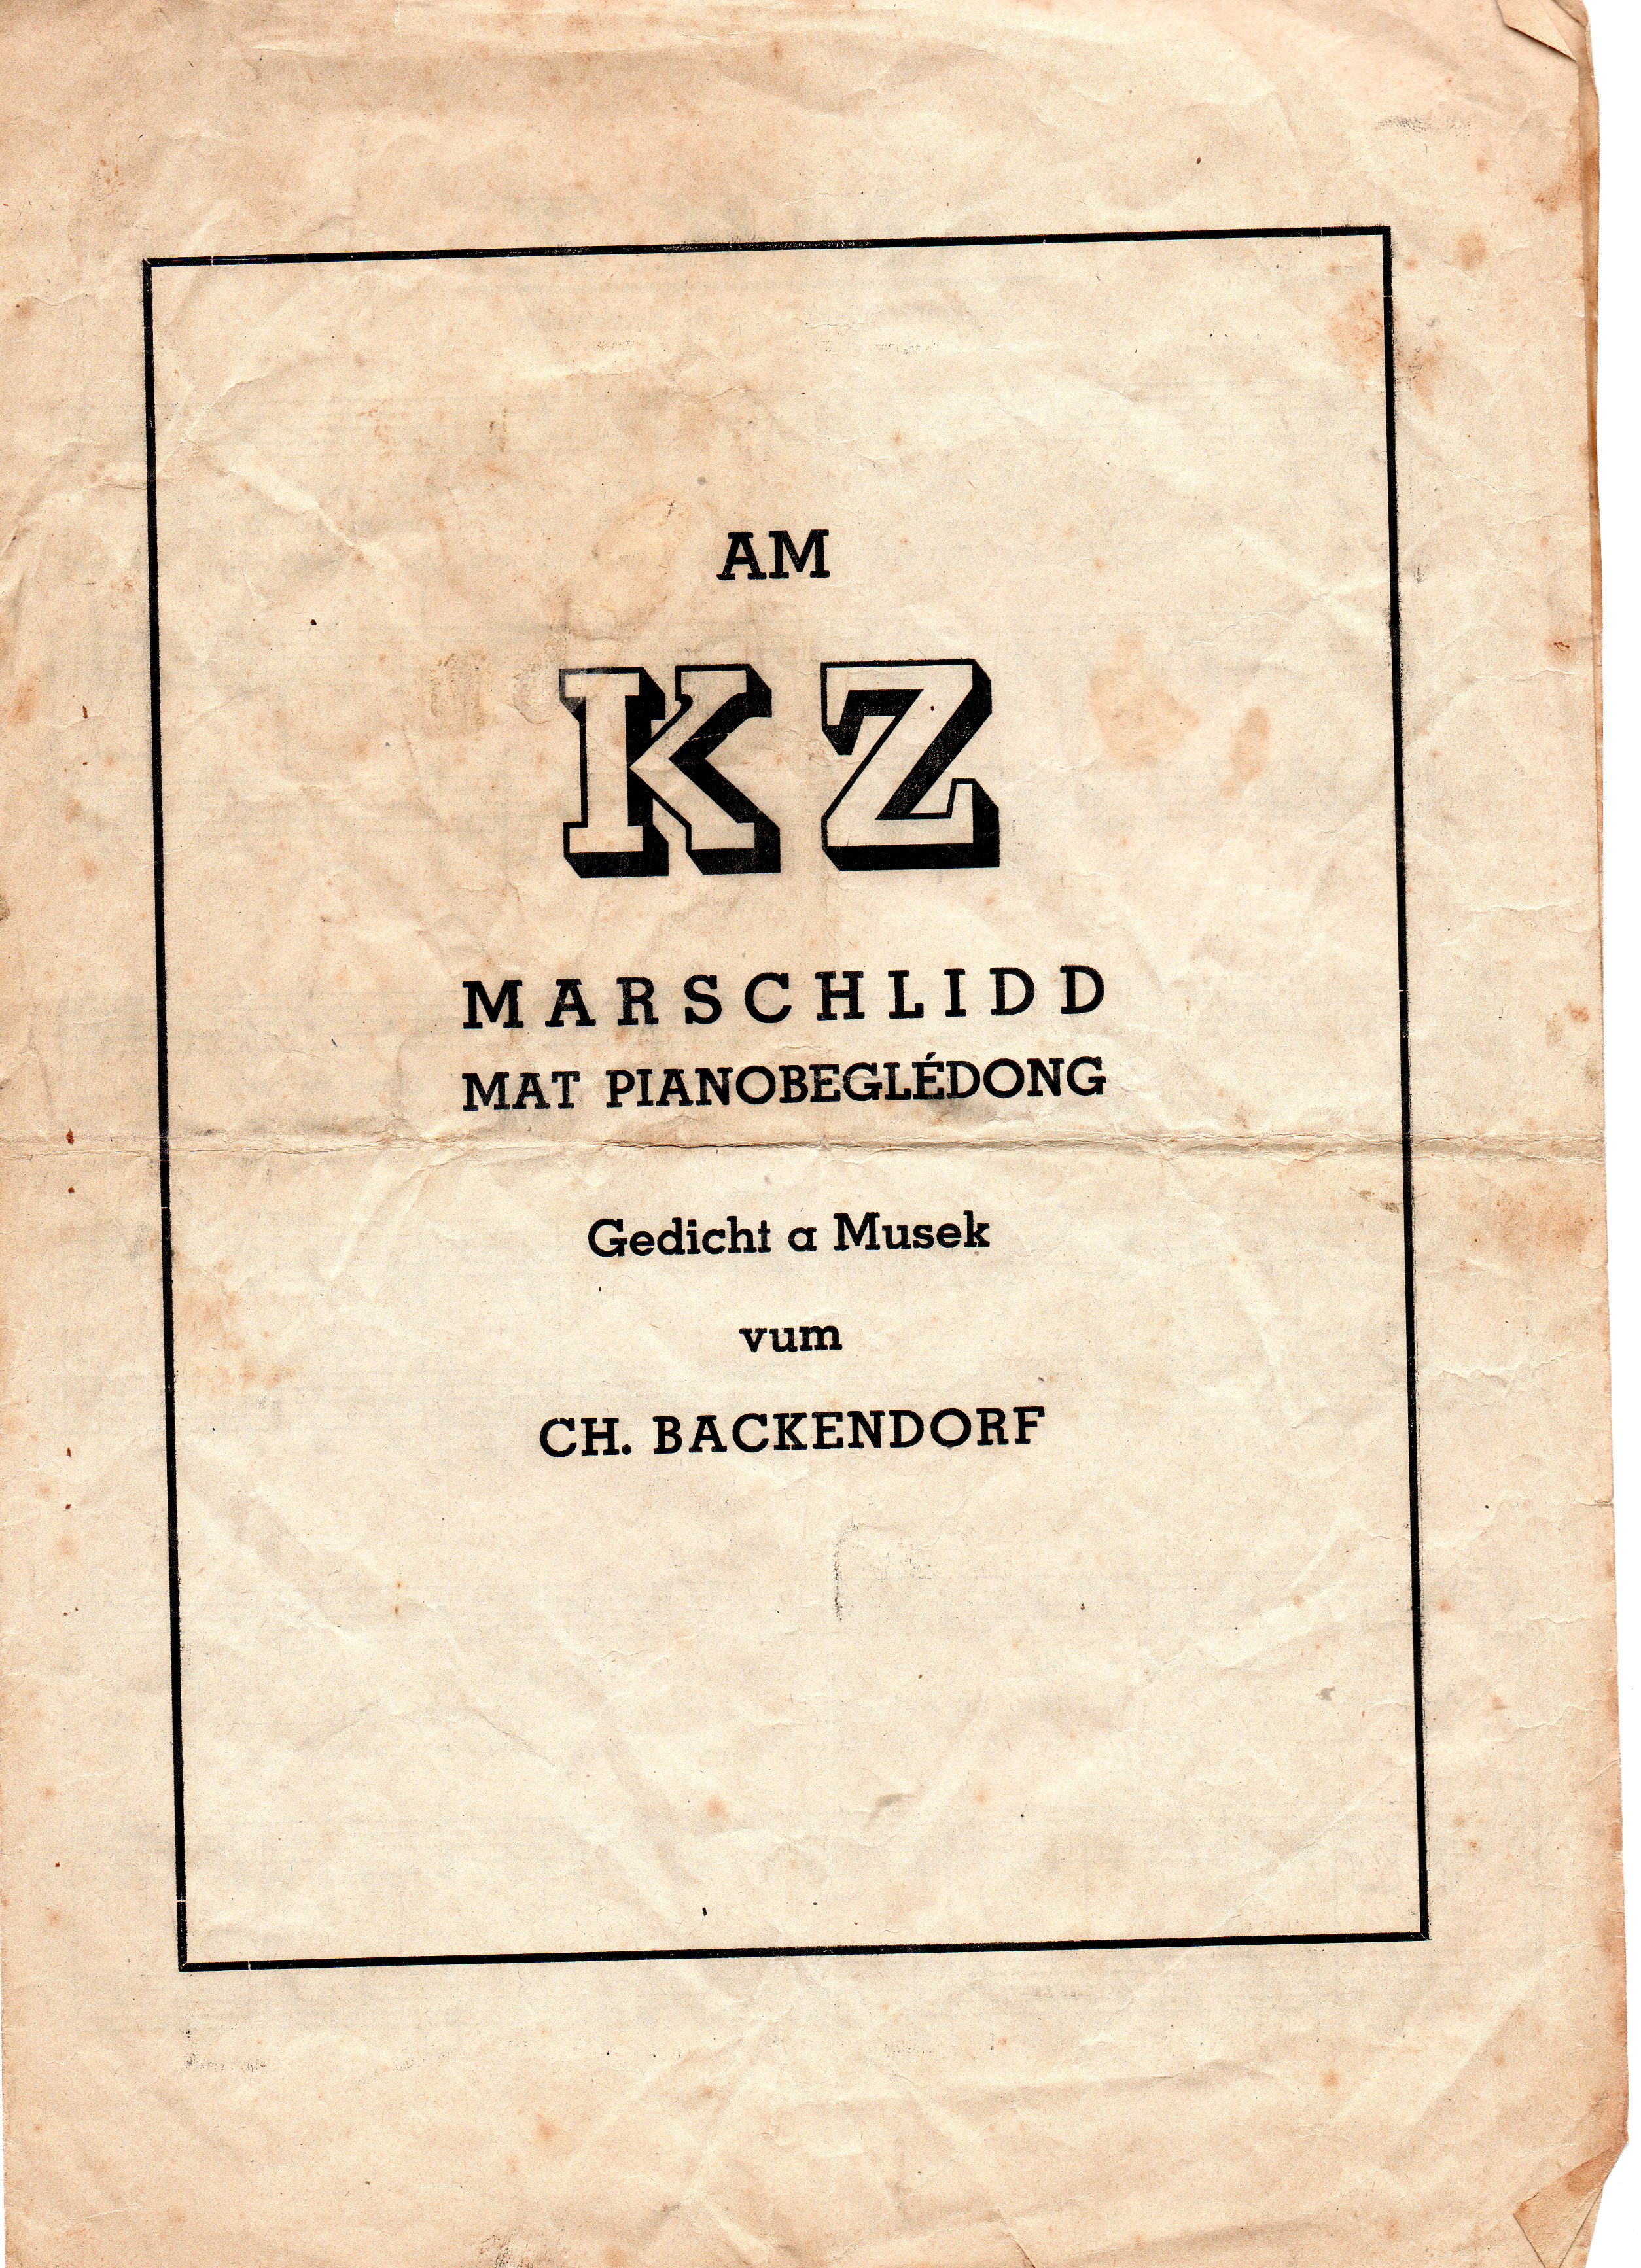 AM
KZ
MARSCHLIDD
MAT PIANOBEGLÉDONG
Gedicht a Musek
vum
CH. BACKENDORF